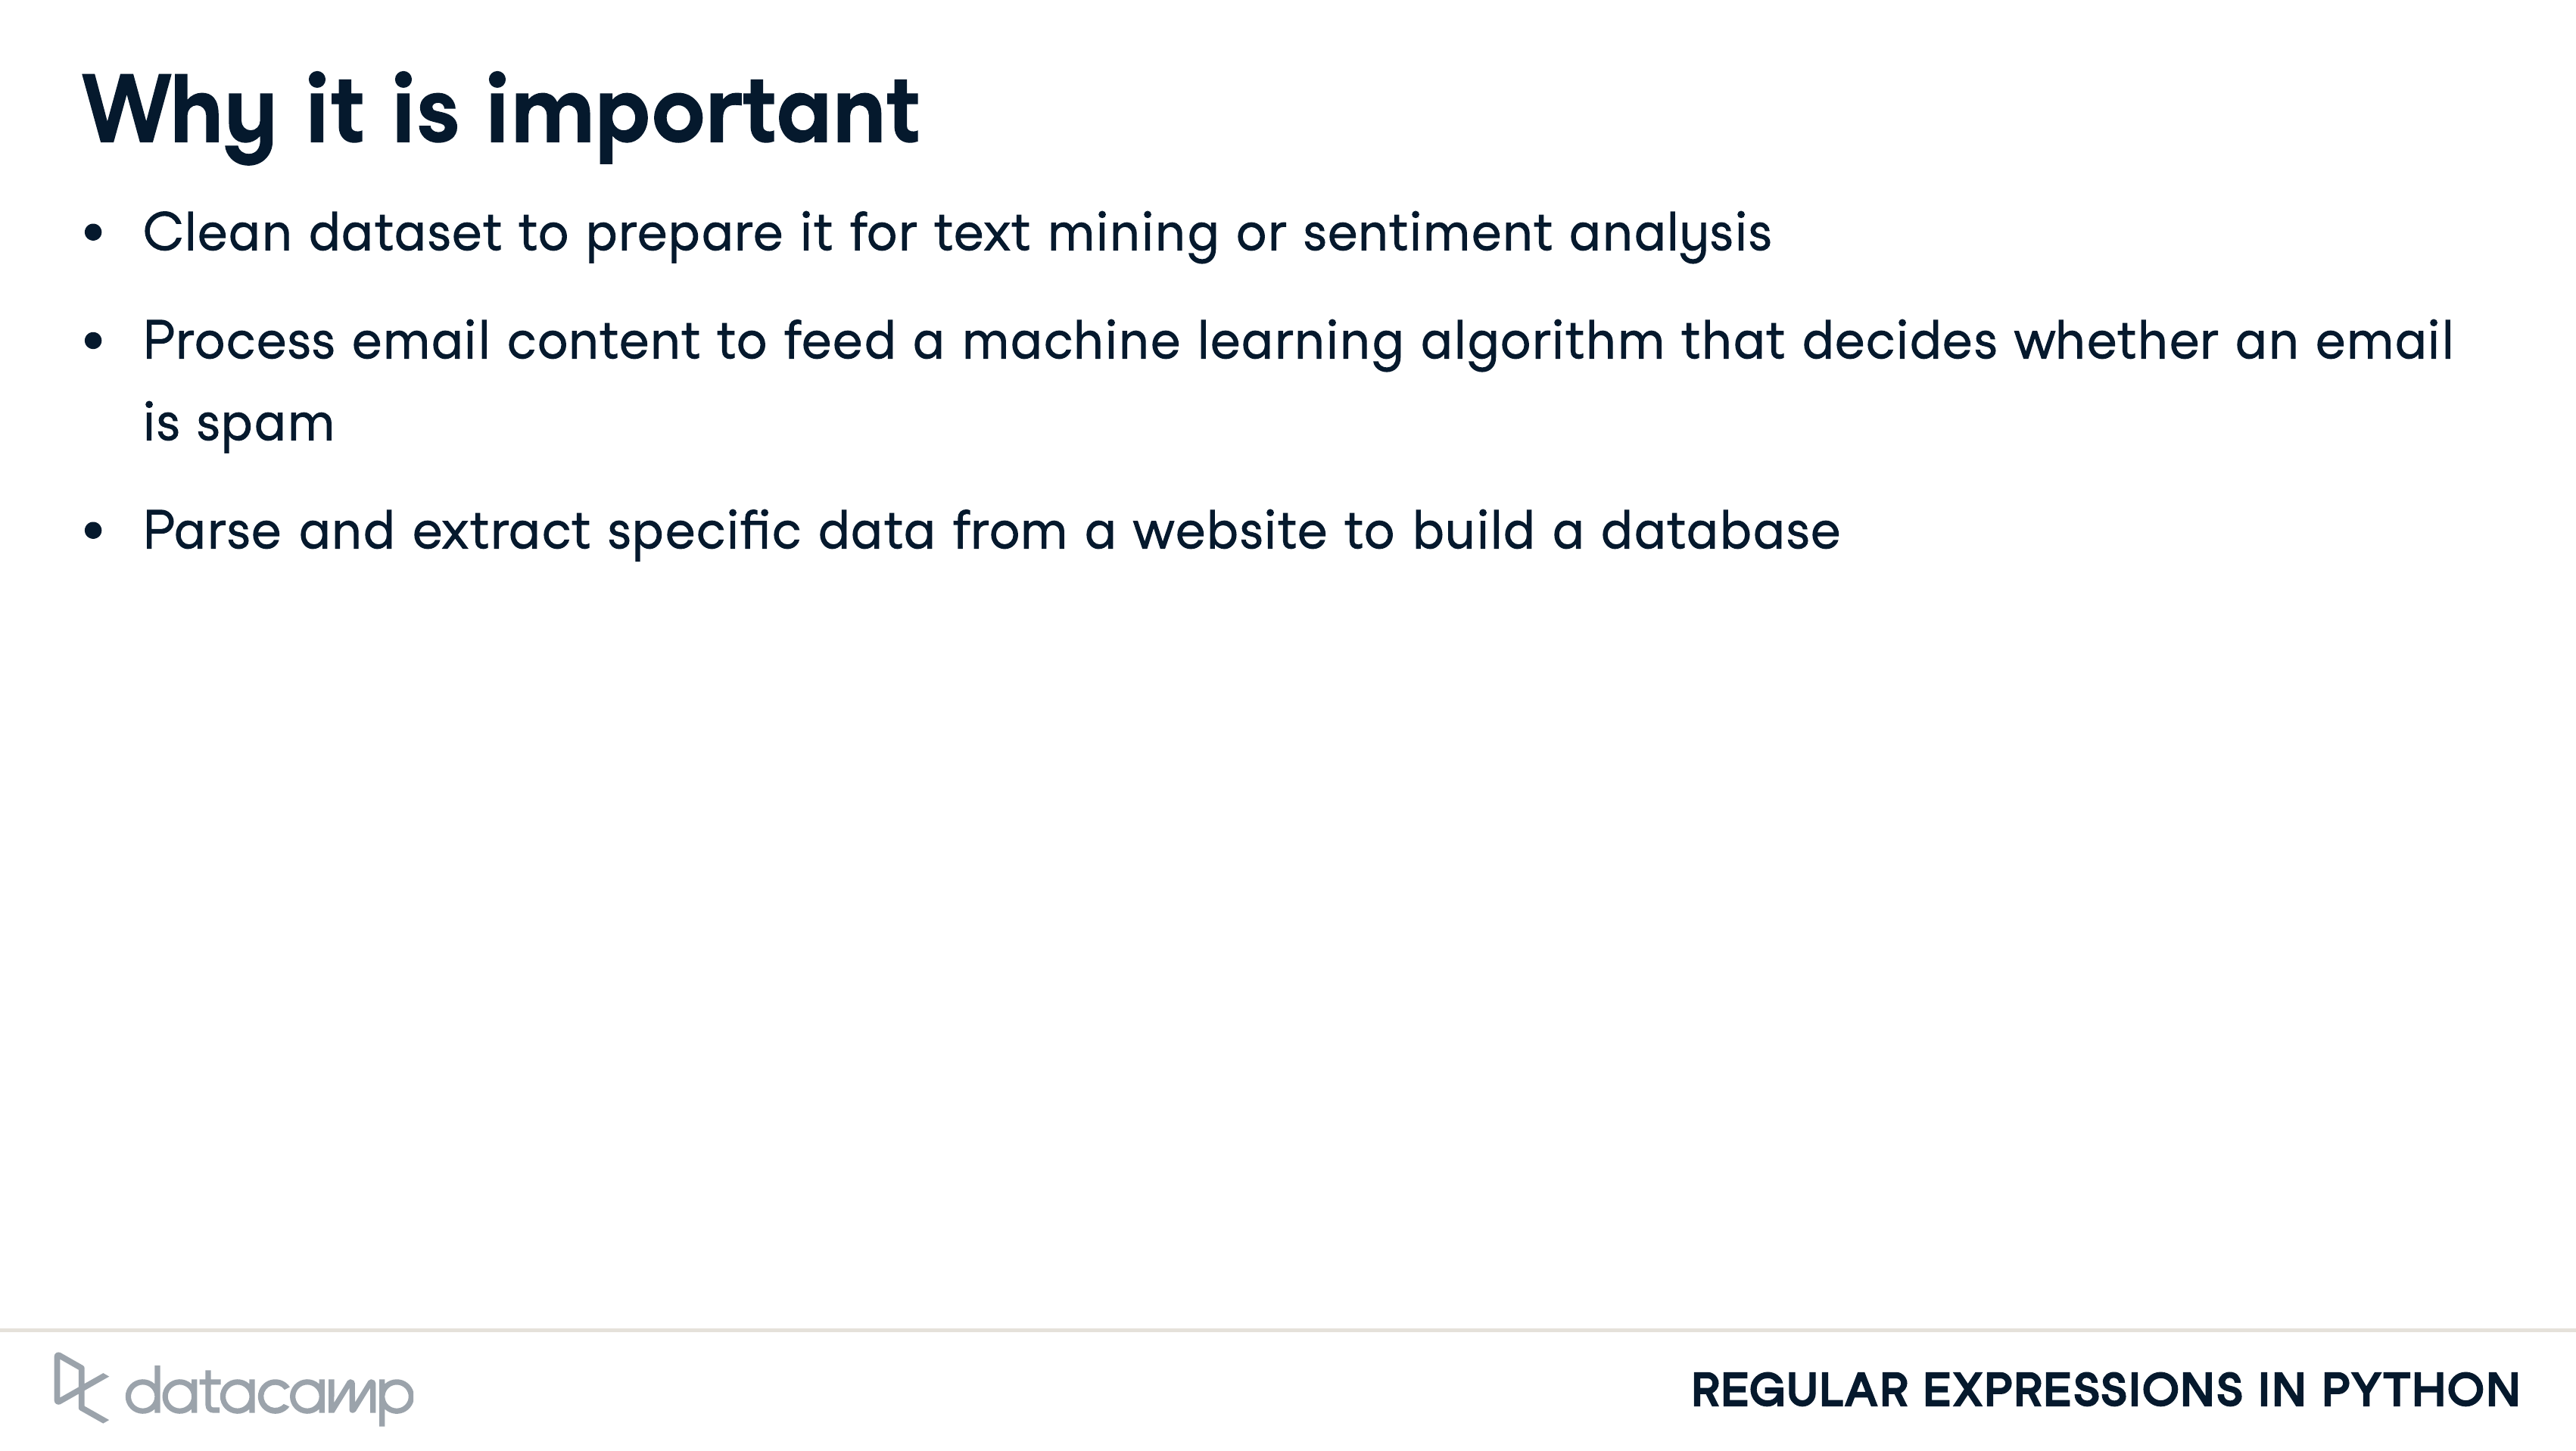 Why it is important
• Clean dataset to prepare it for text mining or sentiment analysis
• Process email content to feed a machine learning algorithm that decides whether an email
is spam
• Parse and extract specific data from a website to build a database
datacamp
REGULAR EXPRESSIONS IN PYTHON